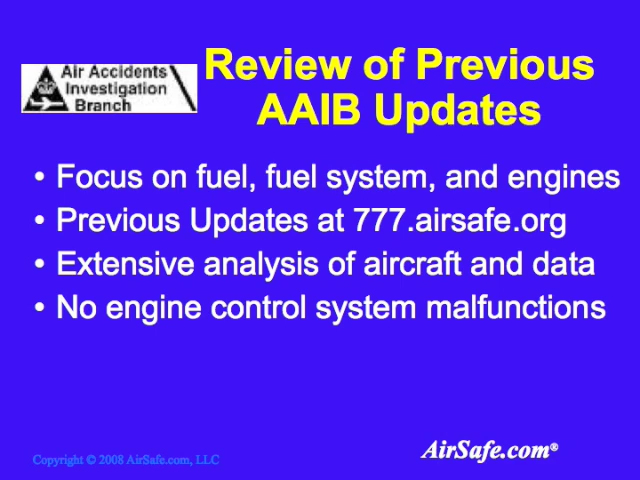 Air Accidents
Investigation
Branch
Review of Previous
AAIB Updates
• Focus on fuel, fuel system, and engines
• Previous Updates at 777.airsafe.org
• Extensive analysis of aircraft and data
• No engine control system malfunctions
Copyright © 2008 AirSafe.com, LLC
AirSafe.com®